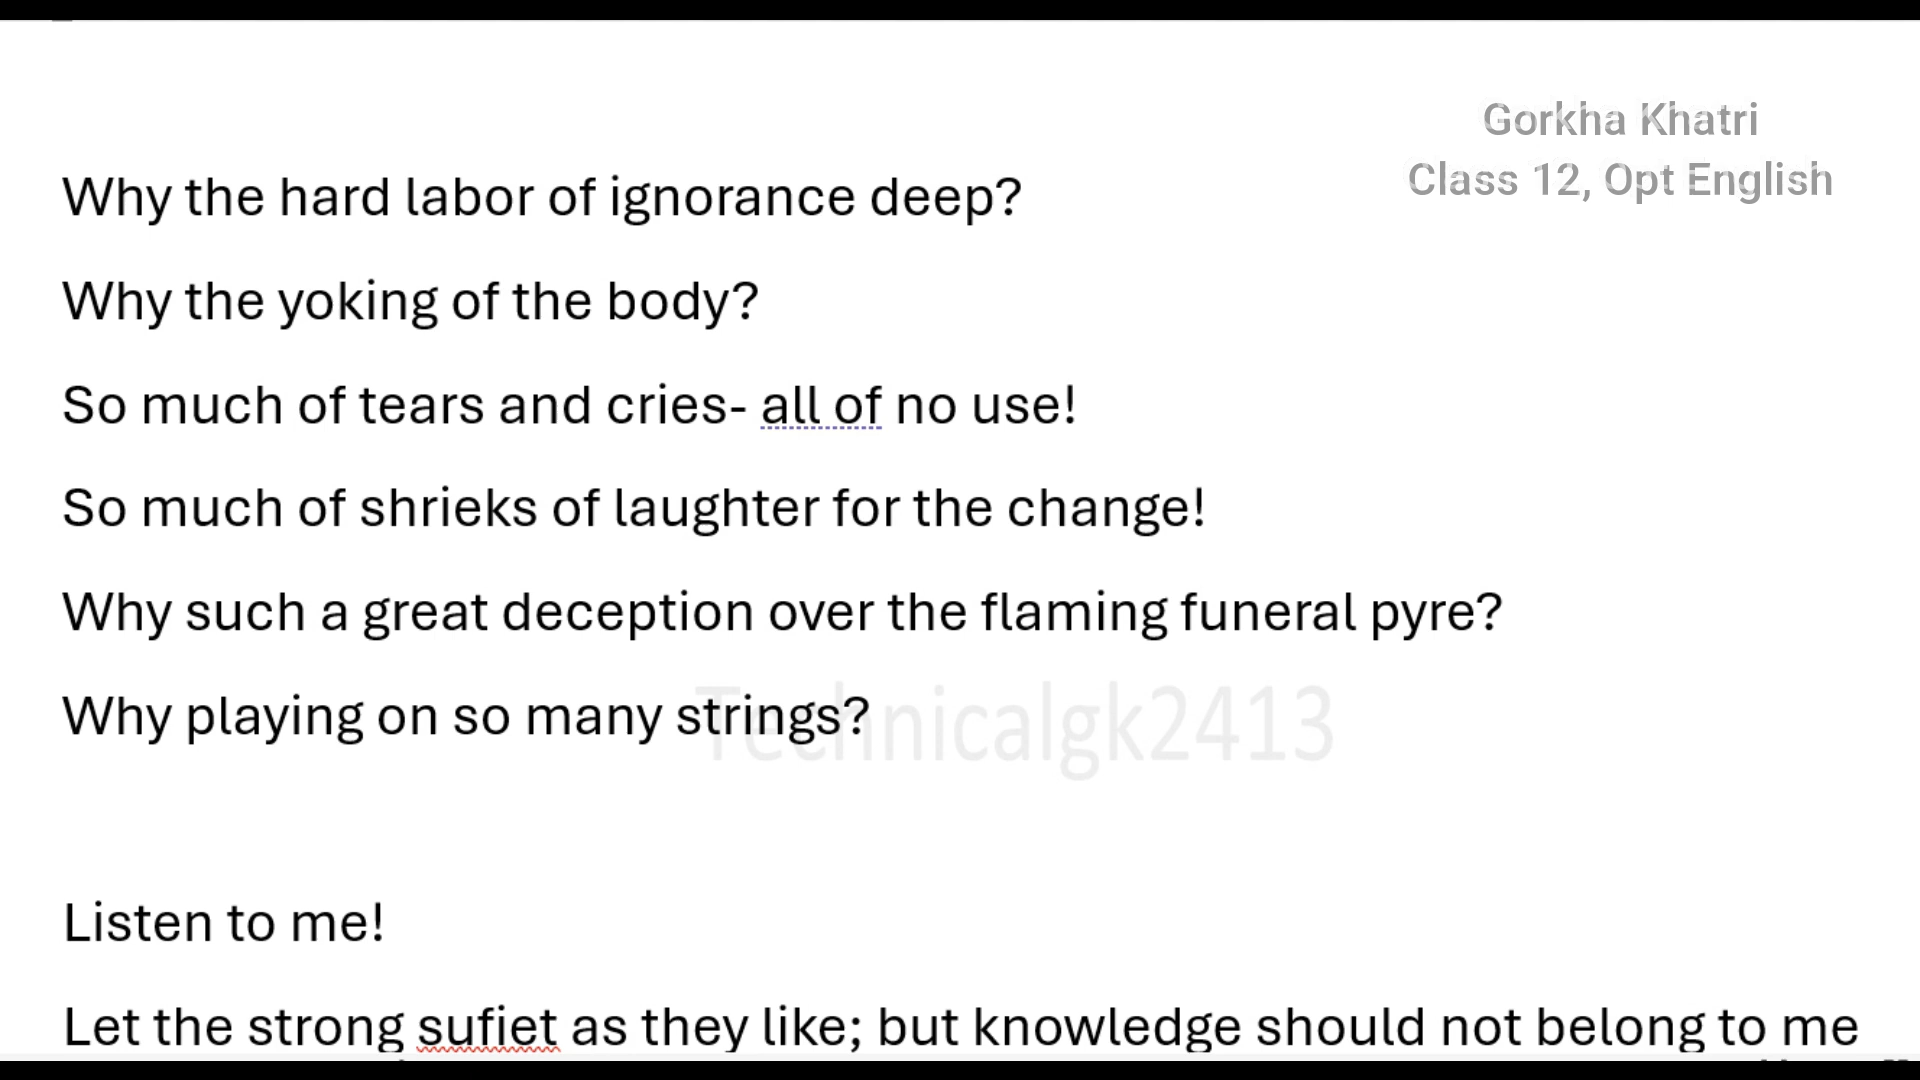 Gorkha Khatri
Class 12, Opt English
Why the hard labor of ignorance deep?
Why the yoking of the body?
So much of tears and cries- all of no use!
So much of shrieks of laughter for the change!
Why such a great deception over the flaming funeral pyre?
Why playing on so many strings?
Technicalgk2413
Listen to me!
Let the strong sufiet as they like; but knowledge should not belong to me